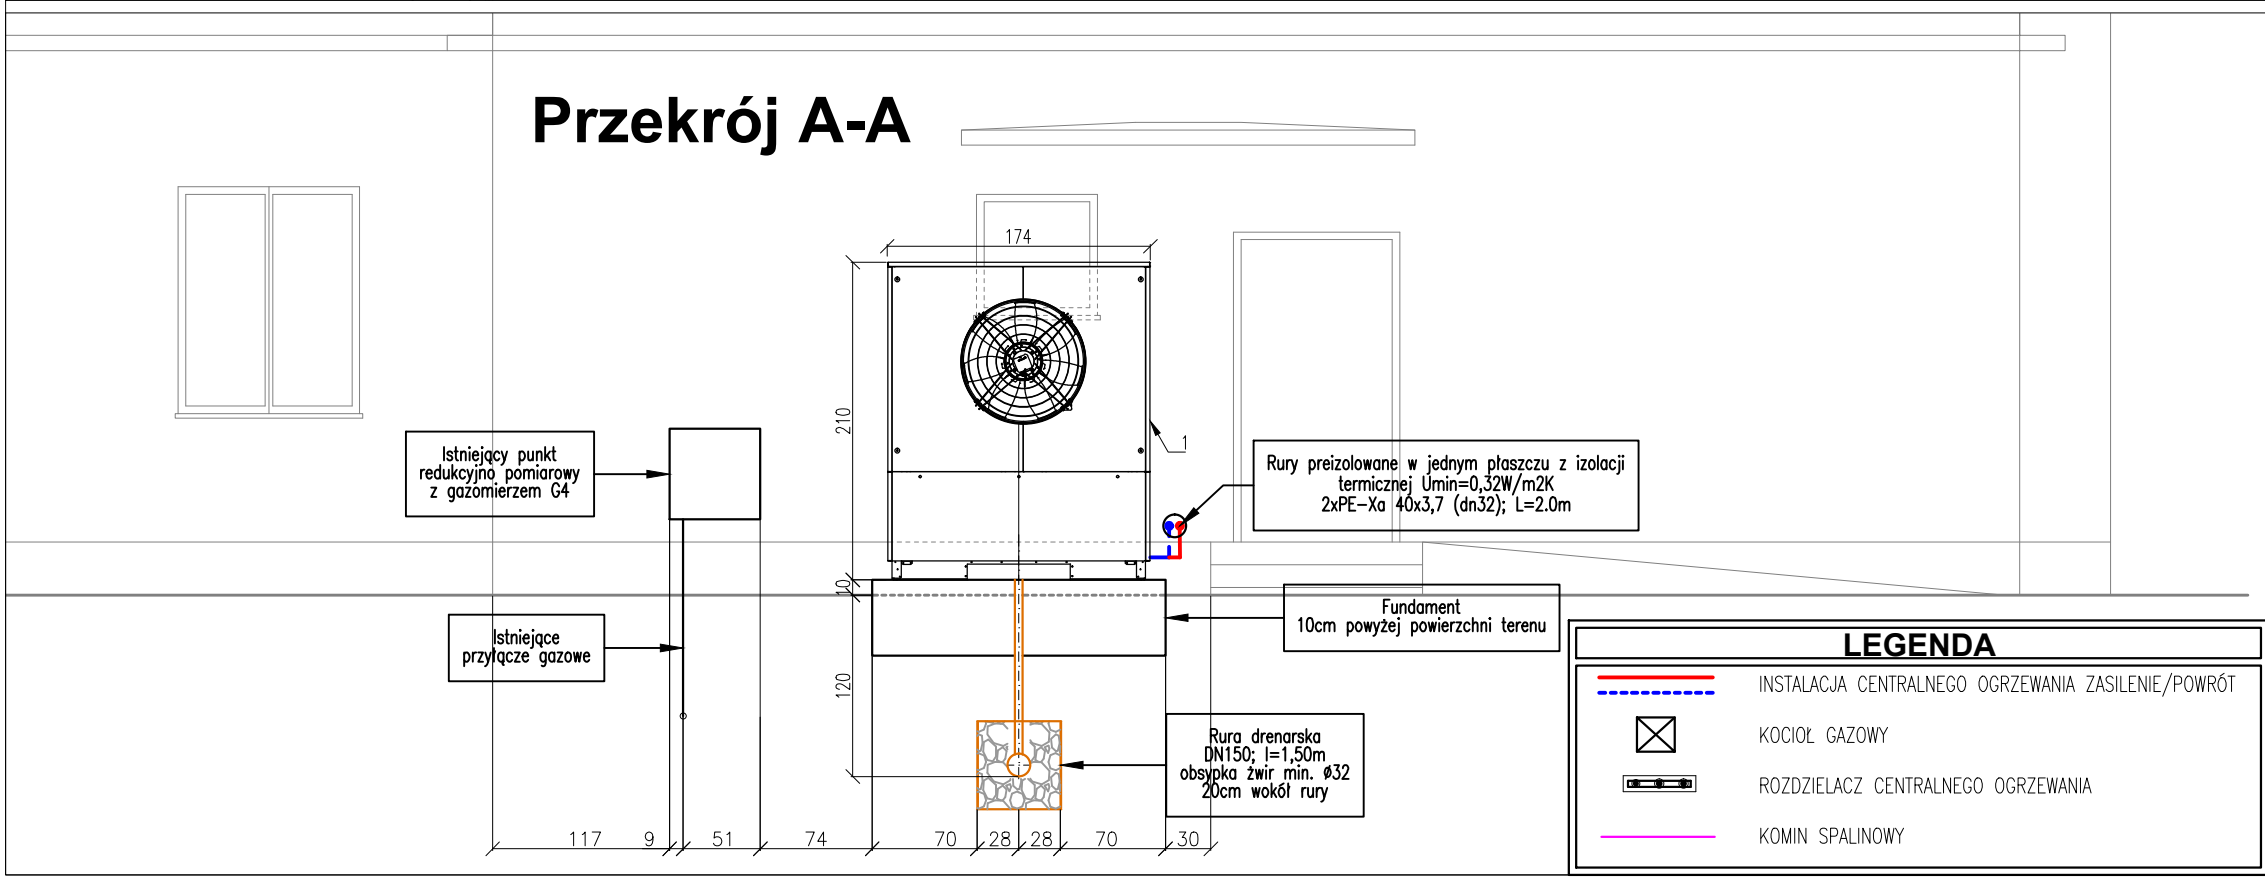 Przekrój A-A
174
210
1
Istniejący punkt
redukcyjno pomiarowy
z gazomierzem G4
Rury preizolowane w jednym płaszczu z izolacji
termicznej Umin=0,32W/m2K
2xPE-Xa 40x3,7 (dn32); L=2.0m
10
Fundament
10cm powyżej powierzchni terenu
Istniejące
przyłącze gazowe
120
Rura drenarska
DN150; l=1,50m
obsypka żwir min. Ø32
20cm wokół rury
117 9 51 74 70 28 28 70 30
LEGENDA
INSTALACJA CENTRALNEGO OGRZEWANIA ZASILENIE/POWRÓT
KOCIOŁ GAZOWY
ROZDZIELACZ CENTRALNEGO OGRZEWANIA
KOMIN SPALINOWY